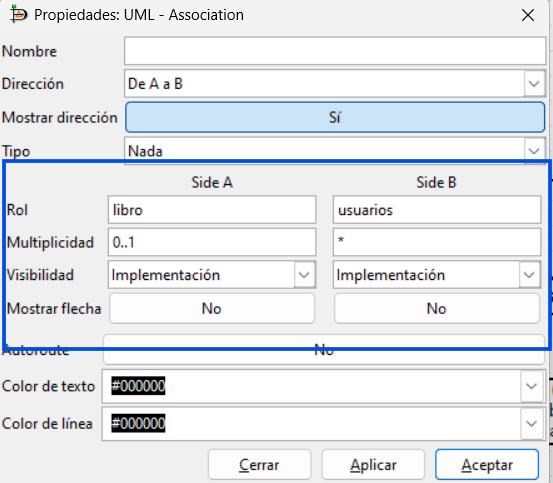 Propiedades: UML - Association
Nombre
Dirección De A a B
Mostrar dirección Sí
Tipo Nada
Side A Side B
Rol libro usuarios
Multiplicidad 0..1 *
Visibilidad Implementación Implementación
Mostrar flecha No No
Autoroute No
Color de texto #000000
Color de línea #000000
Cerrar Aplicar Aceptar